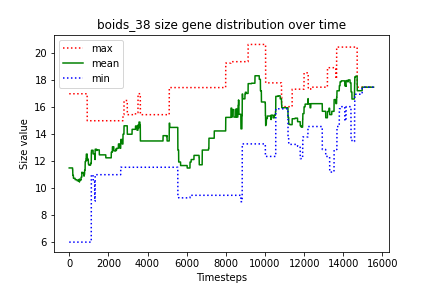 boids_38 size gene distribution over time
max
mean
min
Size value
20
18
16
14
12
10
8
6
0 2000 4000 6000 8000 10000 12000 14000 16000
Timesteps